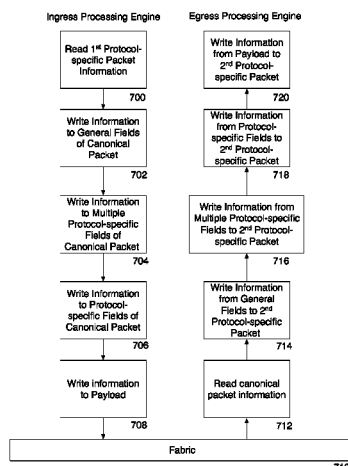 Ingress Processing Engine
Read 1st Protocol-
specific Packet
Information
700
Write Information
to General Fields
of Canonical
Packet
702
Write Information
to Multiple Protocol-
specific Fields of
Canonical Packet
704
Write Information
to Protocol-
specific Fields of
Canonical Packet
706
Write information
to Payload
708
Egress Processing Engine
Write Information
from Payload to
2nd Protocol-
specific Packet
720
Write Information
from Protocol-
specific Fields to
2nd Protocol-
specific Packet
718
Write Information from
Multiple Protocol-specific
Fields to 2nd Protocol-
specific Packet
716
Write Information
from General
Fields to 2nd
Protocol-specific
Packet
714
Read canonical
packet information
712
Fabric
710